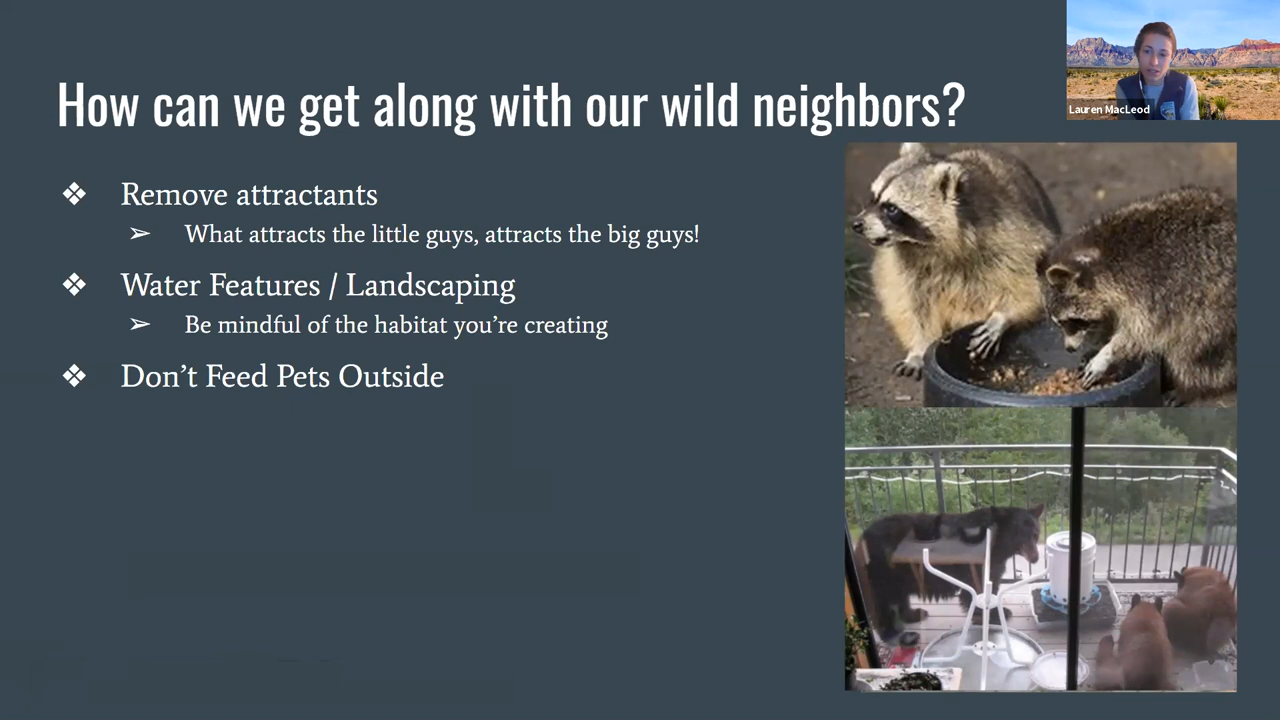 How can we get along with our wild neighbors?
Lauren MacLeod
❖ Remove attractants
➢ What attracts the little guys, attracts the big guys!
❖ Water Features / Landscaping
➢ Be mindful of the habitat you’re creating
❖ Don’t Feed Pets Outside